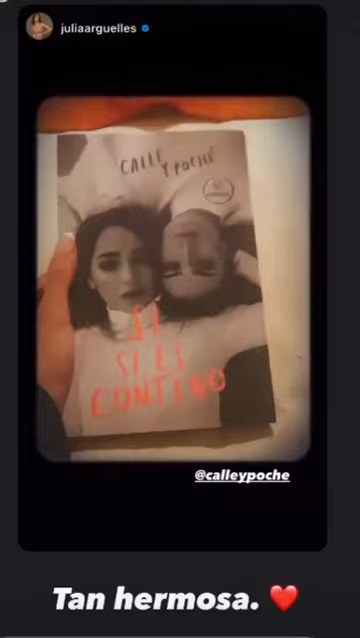 juliaarguelles
CALLE
Y POCHÉ
SÍ
SI ES
CONTIGO
@calleypoche
Tan hermosa. ❤️